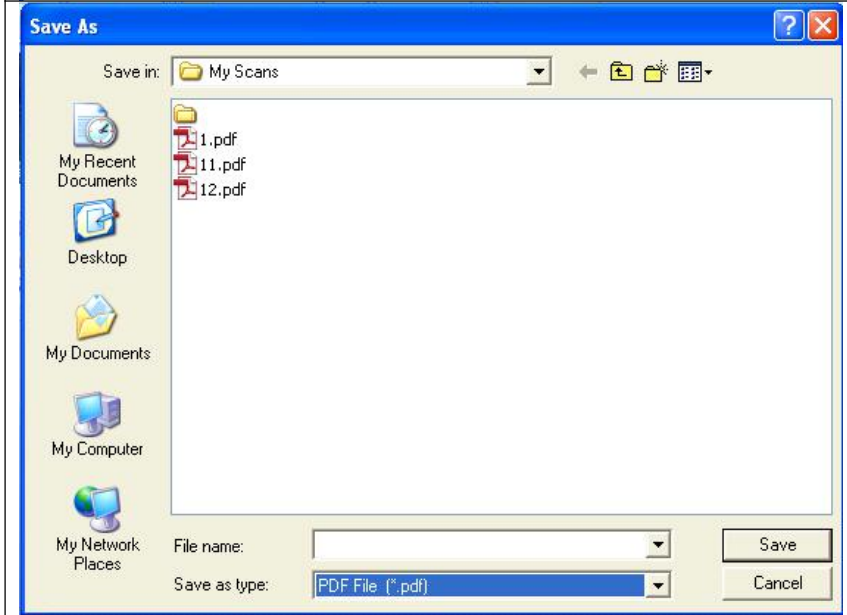 Save As
Save in: My Scans
1.pdf
11.pdf
12.pdf
My Recent
Documents
Desktop
My Documents
My Computer
My Network
Places
File name:
Save
Save as type: PDF File (*.pdf)
Cancel